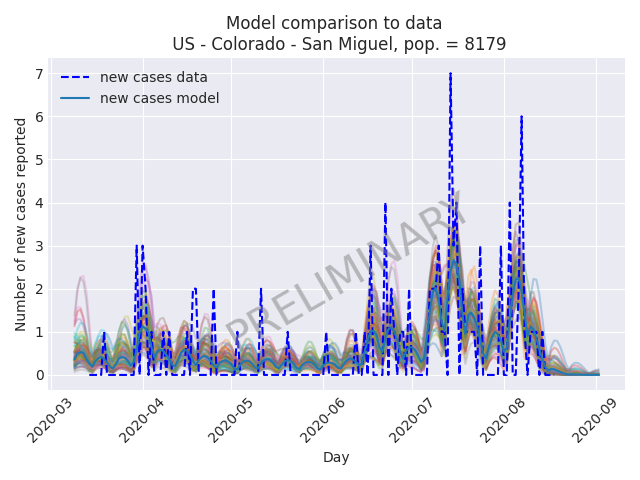 Model comparison to data
US - Colorado - San Miguel, pop. = 8179
new cases data
new cases model
PRELIMINARY
Number of new cases reported
7
6
5
4
3
2
1
0
2020-03
2020-04
2020-05
2020-06
2020-07
2020-08
2020-09
Day